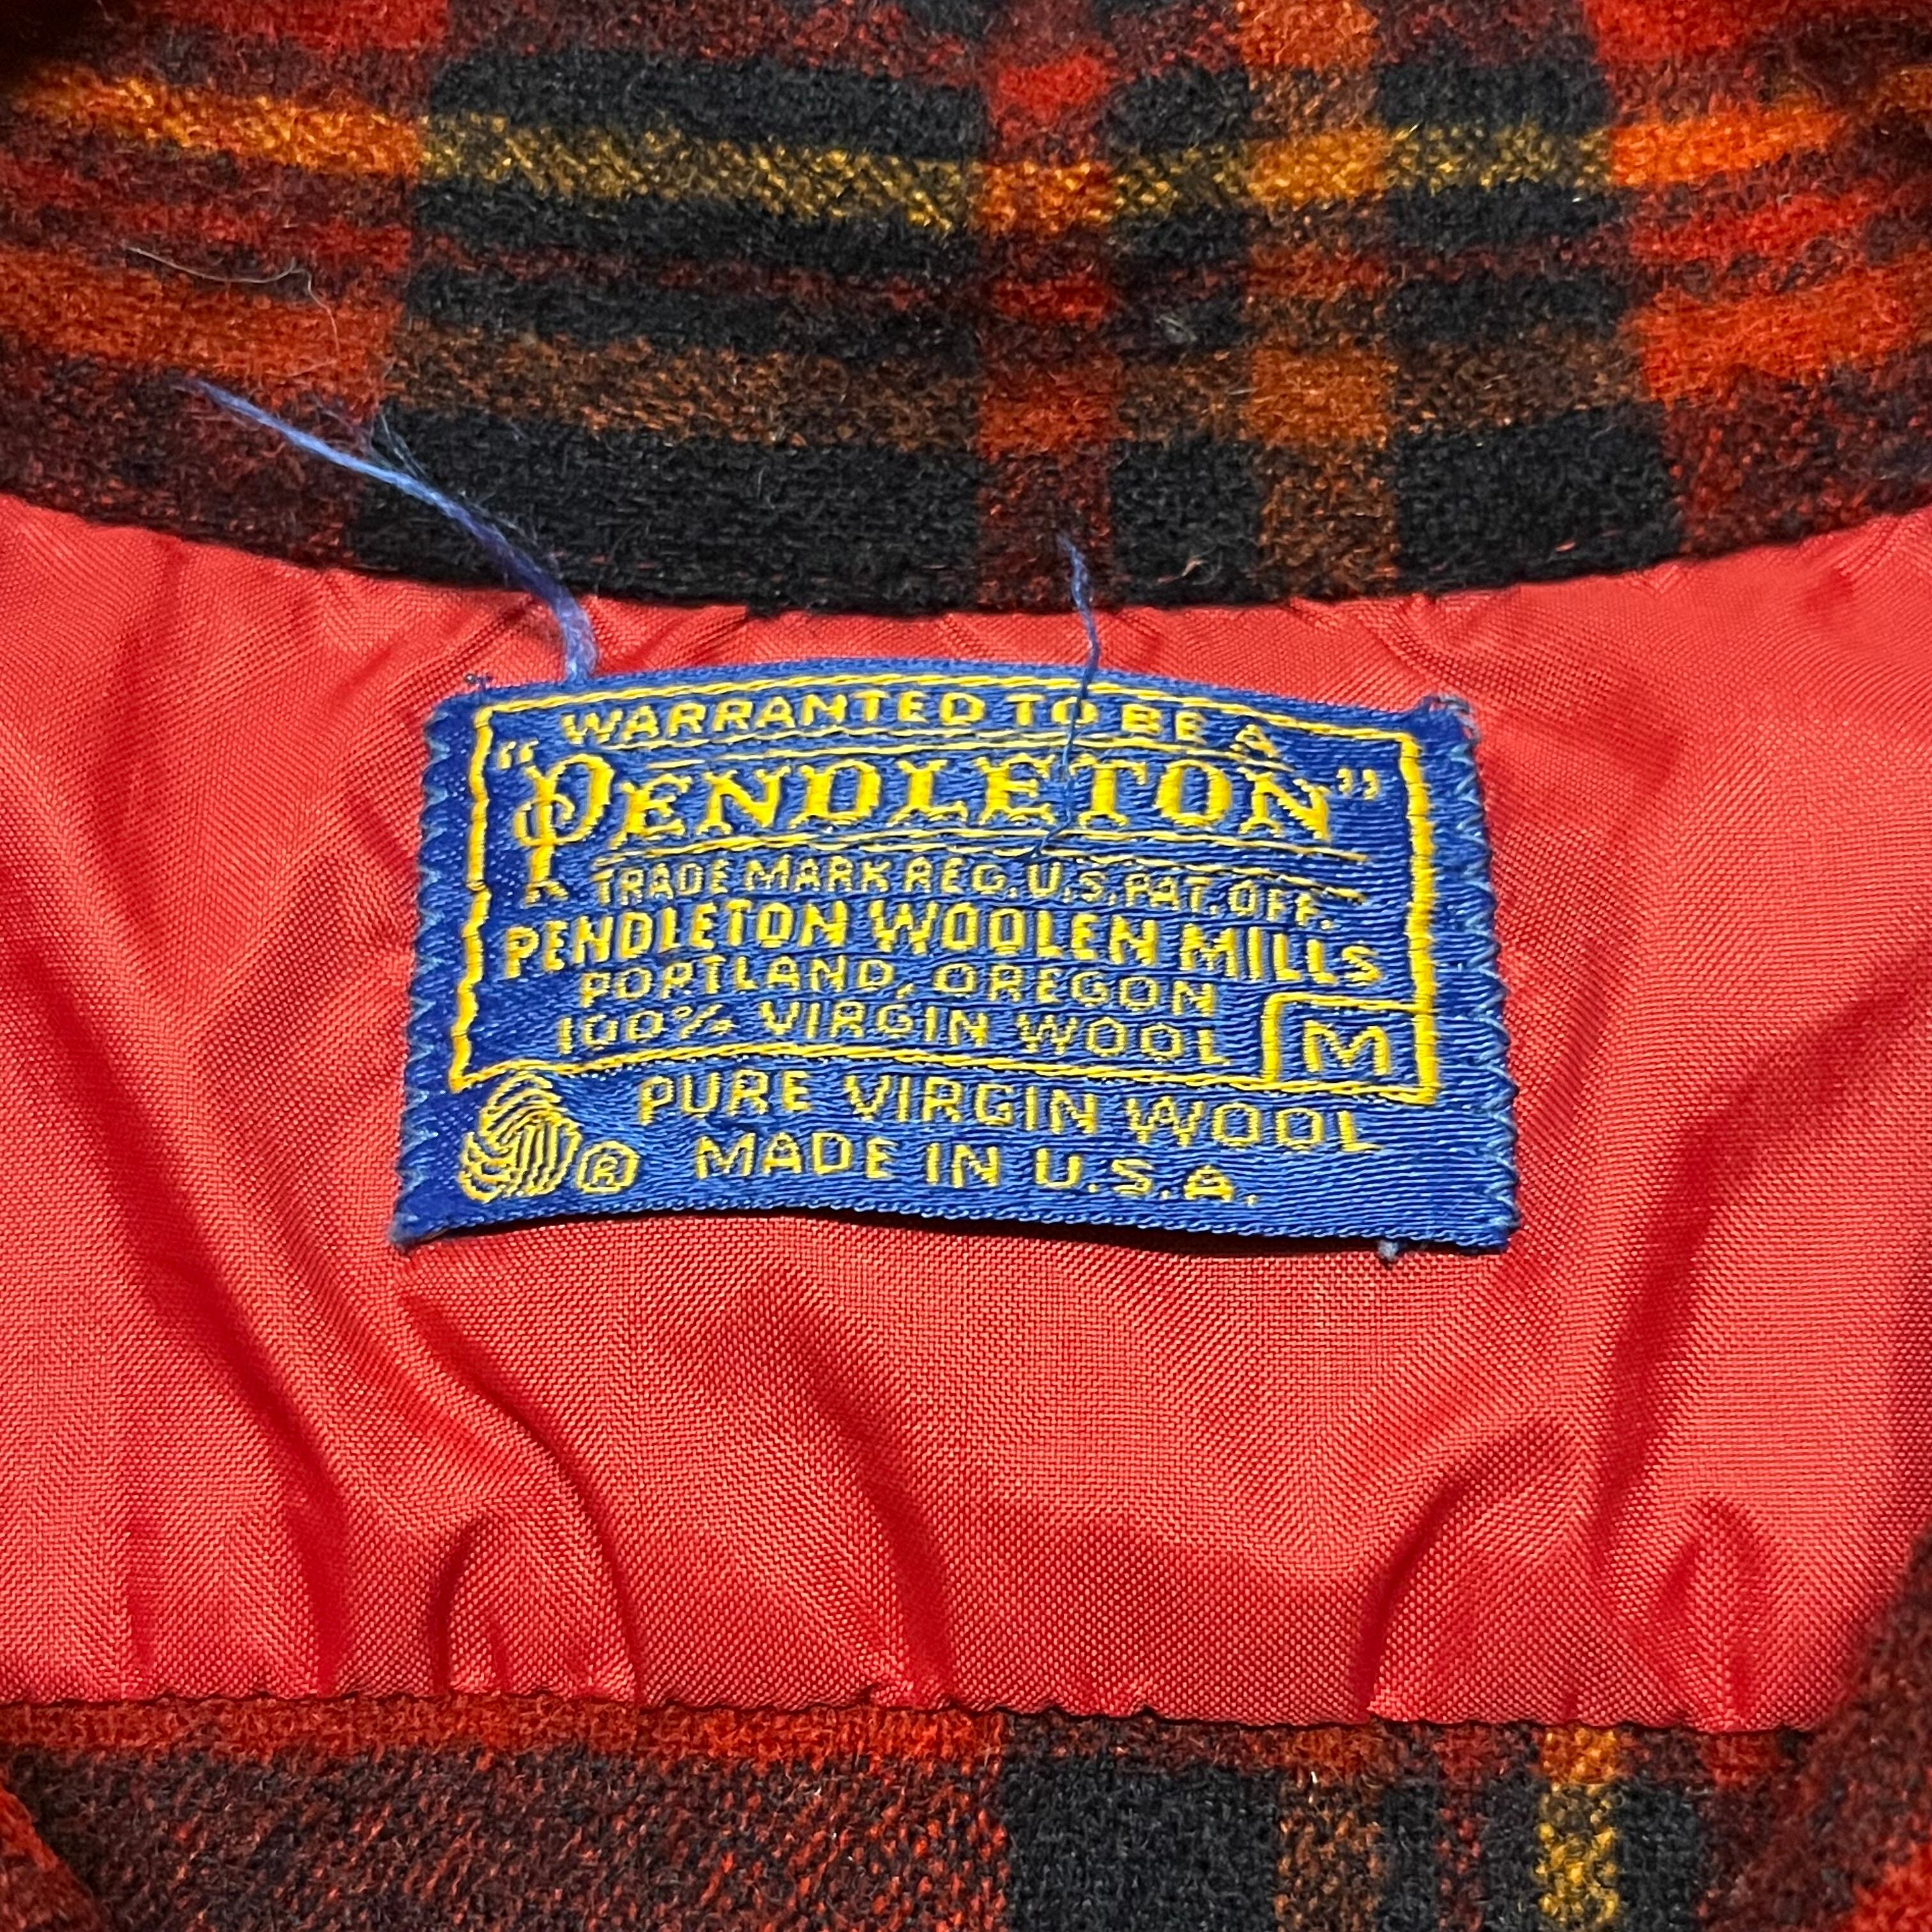 WARRANTED TO BE A
"PENDLETON"
TRADE MARK REG. U.S. PAT. OFF.
PENDLETON WOOLEN MILLS
PORTLAND, OREGON
100% VIRGIN WOOL M
PURE VIRGIN WOOL
® MADE IN U.S.A.